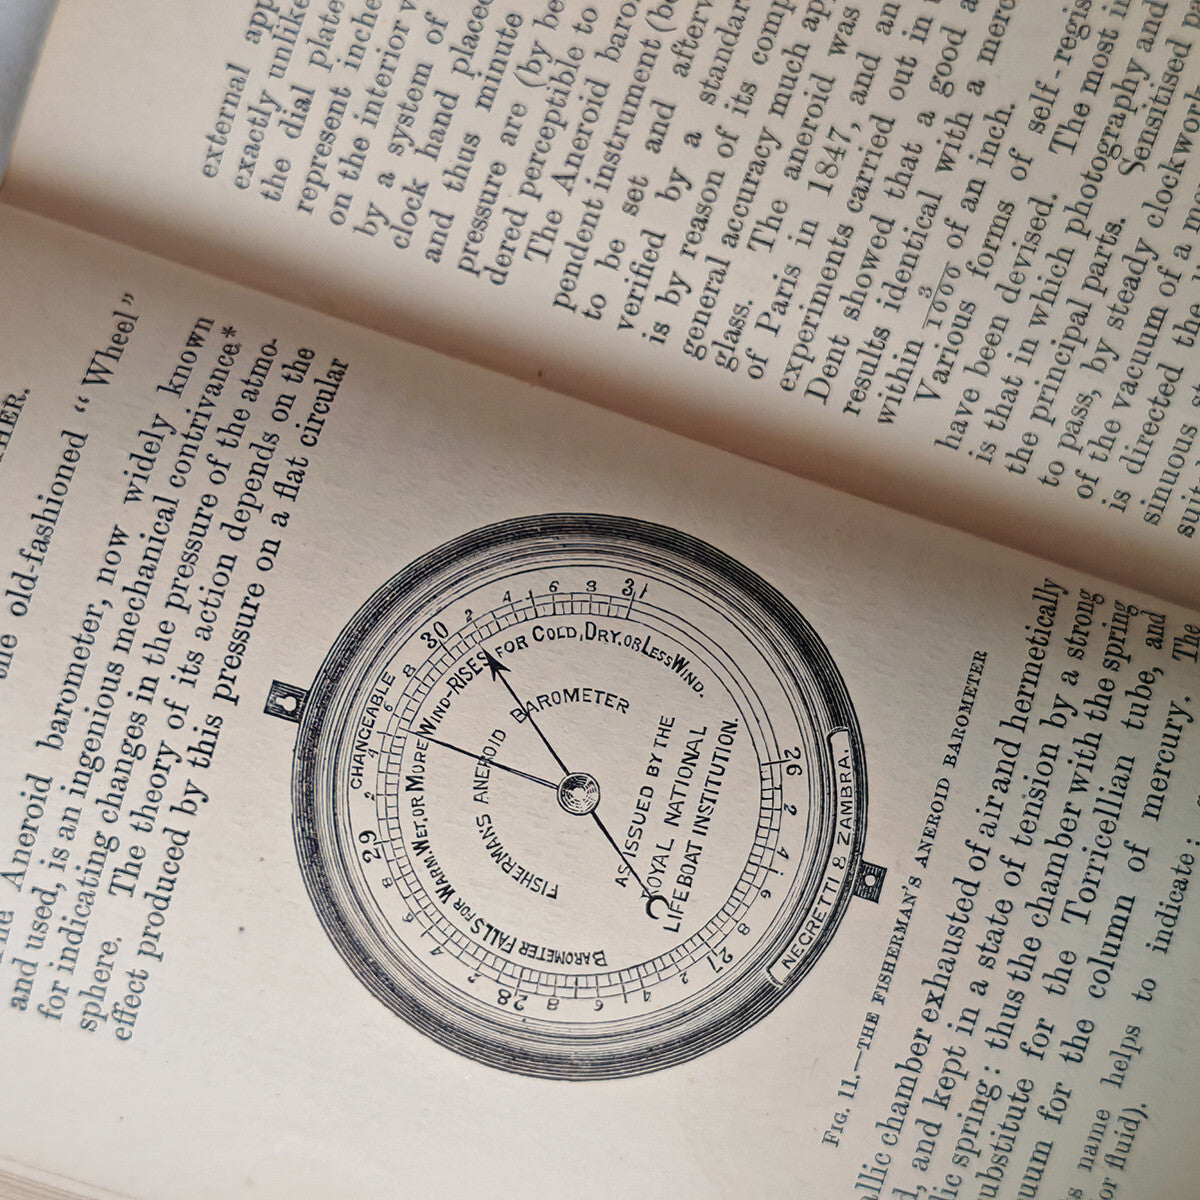 THER.
old-fashioned "Wheel"
Aneroid barometer, now widely known
and used, is an ingenious mechanical contrivance*
for indicating changes in the pressure of the atmo-
sphere. The theory of its action depends on the
effect produced by this pressure on a flat circular
CHANGEABLE
29
30
31
26
27
28
WIND-RISES FOR COLD, DRY, OR LESS WIND.
BAROMETER FALLS FOR WARM, WET, OR MORE
FISHERMANS ANEROID BAROMETER
AS ISSUED BY THE
ROYAL NATIONAL
LIFEBOAT INSTITUTION.
NEGRETTI & ZAMBRA.
FIG. 11.—THE FISHERMAN'S ANEROID BAROMETER
allic chamber exhausted of air and hermetically
, and kept in a state of tension by a strong
ic spring: thus the chamber with the spring
ubstitute for the Torricellian tube, and
uum for the column of mercury. The
name helps to indicate:
or fluid).
external app
exactly unlike
the dial plate
represent inche
on the interior
by a system of
clock hand placed
and thus minute
pressure are (by be
dered perceptible to
The Aneroid baro
pendent instrument (be
to be set and afterw
verified by a standar
is by reason of its comp
general accuracy much ap
glass. The aneroid was
of Paris in 1847, and an
experiments carried out in
Dent showed that a good a
results identical with a merc
within 3/1000 of an inch.
Various forms of self-regis
have been devised. The most in
is that in which photography and
the principal parts. Sensitised p
to pass, by steady clockwork
of the vacuum of a m
is directed the
sinuous